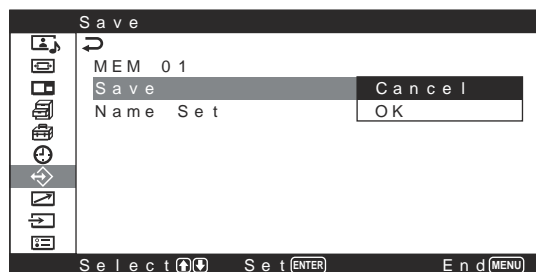 Save
MEM 01
Save Cancel
Name Set OK
Select Set ENTER End MENU